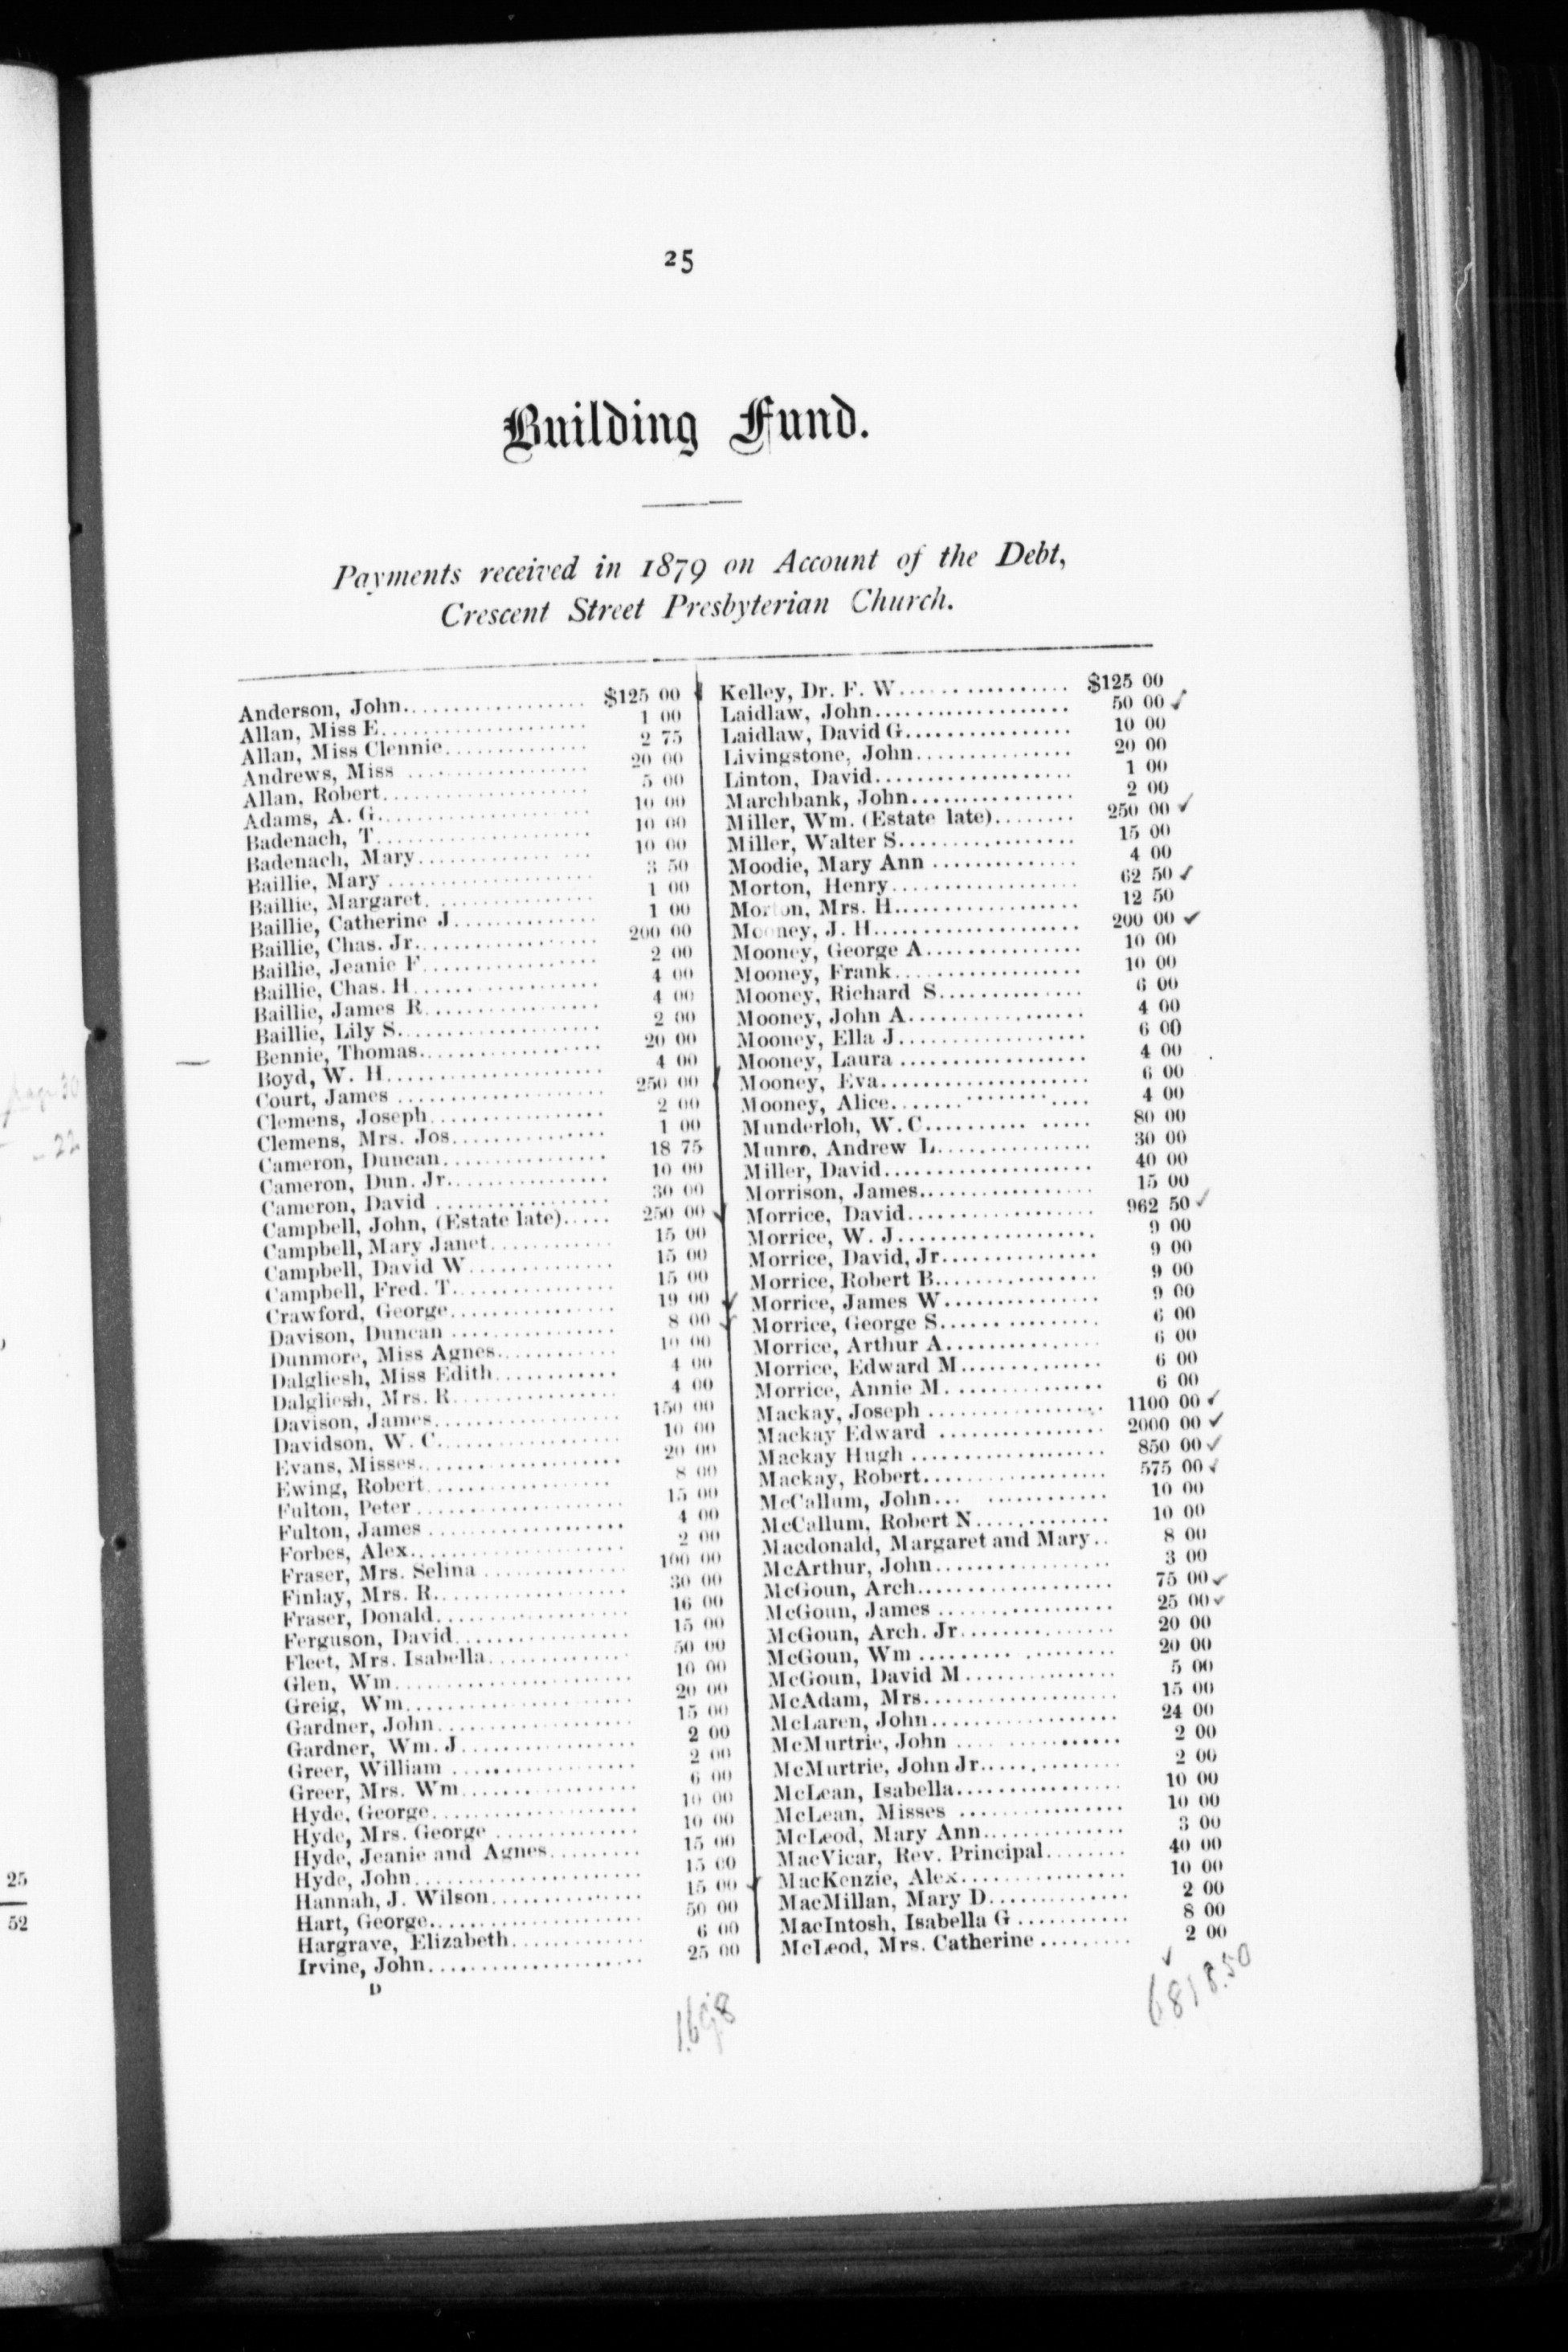 25
Building Fund.
Payments received in 1879 on Account of the Debt,
Crescent Street Presbyterian Church.
Anderson, John.................. $125 00
Allan, Miss E.................... 1 00
Allan, Miss Clennie.............. 2 75
Andrews, Miss .................. 20 00
Allan, Robert.................... 5 00
Adams, A. G..................... 10 00
Badenach, T..................... 10 00
Badenach, Mary................. 10 00
Baillie, Mary .................... 3 50
Baillie, Margaret................. 1 00
Baillie, Catherine J.............. 1 00
Baillie, Chas. Jr.................. 200 00
Baillie, Jeanie F................. 2 00
Baillie, Chas. H.................. 4 00
Baillie, James R................. 4 00
Baillie, Lily S.................... 2 00
Bennie, Thomas.................. 20 00
Boyd, W. H..................... 4 00
Court, James .................... 250 00
Clemens, Joseph................. 2 00
Clemens, Mrs. Jos............... 1 00
Cameron, Duncan................ 18 75
Cameron, Dun. Jr................ 10 00
Cameron, David ................. 30 00
Campbell, John, (Estate late)..... 250 00
Campbell, Mary Janet............ 15 00
Campbell, David W.............. 15 00
Campbell, Fred. T................ 15 00
Crawford, George................ 19 00
Davison, Duncan ................ 8 00
Dunmore, Miss Agnes............ 10 00
Dalgliesh, Miss Edith............ 4 00
Dalgliesh, Mrs. R................ 4 00
Davison, James.................. 150 00
Davidson, W. C.................. 10 00
Evans, Misses.................... 20 00
Ewing, Robert................... 8 00
Fulton, Peter .................... 15 00
Fulton, James ................... 4 00
Forbes, Alex..................... 2 00
Fraser, Mrs. Selina .............. 100 00
Finlay, Mrs. R................... 30 00
Fraser, Donald................... 16 00
Ferguson, David................. 15 00
Fleet, Mrs. Isabella.............. 50 00
Glen, Wm....................... 10 00
Greig, Wm...................... 20 00
Gardner, John................... 15 00
Gardner, Wm. J................. 2 00
Greer, William .................. 2 00
Greer, Mrs. Wm................. 6 00
Hyde, George.................... 10 00
Hyde, Mrs. George .............. 10 00
Hyde, Jeanie and Agnes......... 15 00
Hyde, John...................... 15 00
Hannah, J. Wilson............... 15 00
Hart, George..................... 50 00
Hargrave, Elizabeth............. 6 00
Irvine, John..................... 25 00
D
1698
Kelley, Dr. F. W................. $125 00
Laidlaw, John................... 50 00 ✓
Laidlaw, David G................ 10 00
Livingstone, John............... 20 00
Linton, David................... 1 00
Marchbank, John................ 2 00
Miller, Wm. (Estate late)........ 250 00 ✓
Miller, Walter S................. 15 00
Moodie, Mary Ann .............. 4 00
Morton, Henry................... 62 50 ✓
Morton, Mrs. H.................. 12 50
Mooney, J. H.................... 200 00 ✓
Mooney, George A............... 10 00
Mooney, Frank.................. 10 00
Mooney, Richard S.............. 6 00
Mooney, John A................. 4 00
Mooney, Ella J................... 6 00
Mooney, Laura .................. 4 00
Mooney, Eva..................... 6 00
Mooney, Alice................... 4 00
Munderloh, W. C................ 80 00
Munro, Andrew L............... 30 00
Miller, David.................... 40 00
Morrison, James................. 15 00
Morrice, David................... 962 50 ✓
Morrice, W. J.................... 9 00
Morrice, David, Jr............... 9 00
Morrice, Robert B................ 9 00
Morrice, James W............... 9 00
Morrice, George S................ 6 00
Morrice, Arthur A............... 6 00
Morrice, Edward M.............. 6 00
Morrice, Annie M................ 6 00
Mackay, Joseph ................. 1100 00 ✓
Mackay Edward ................ 2000 00 ✓
Mackay Hugh ................... 850 00 ✓
Mackay, Robert.................. 575 00 ✓
McCallum, John... ............ 10 00
McCallum, Robert N............. 10 00
Macdonald, Margaret and Mary.. 8 00
McArthur, John................. 3 00
McGoun, Arch................... 75 00 ✓
McGoun, James ................. 25 00 ✓
McGoun, Arch. Jr............... 20 00
McGoun, Wm .................. 20 00
McGoun, David M............... 5 00
McAdam, Mrs................... 15 00
McLaren, John................... 24 00
McMurtrie, John ................ 2 00
McMurtrie, John Jr.............. 2 00
McLean, Isabella................ 10 00
McLean, Misses ................ 10 00
McLeod, Mary Ann.............. 3 00
MacVicar, Rev. Principal........ 40 00
MacKenzie, Alex................. 10 00
MacMillan, Mary D.............. 2 00
MacIntosh, Isabella G ........... 8 00
McLeod, Mrs. Catherine ......... 2 00
✓
6818.50
page 30
- 22
25
52